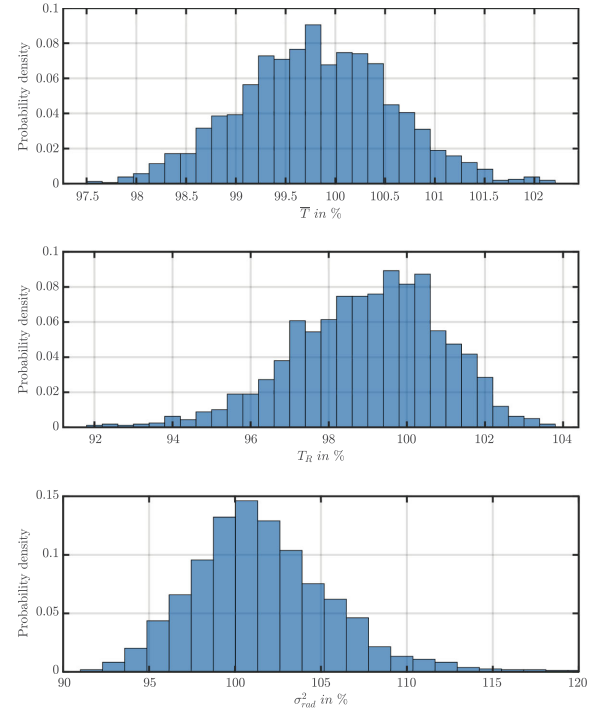 0.1
0.08
0.06
0.04
0.02
0
Probability density
97.5 98 98.5 99 99.5 100 100.5 101 101.5 102
T̅ in %
0.1
0.08
0.06
0.04
0.02
0
Probability density
92 94 96 98 100 102 104
T_R in %
0.15
0.1
0.05
0
Probability density
90 95 100 105 110 115 120
σ²_rad in %